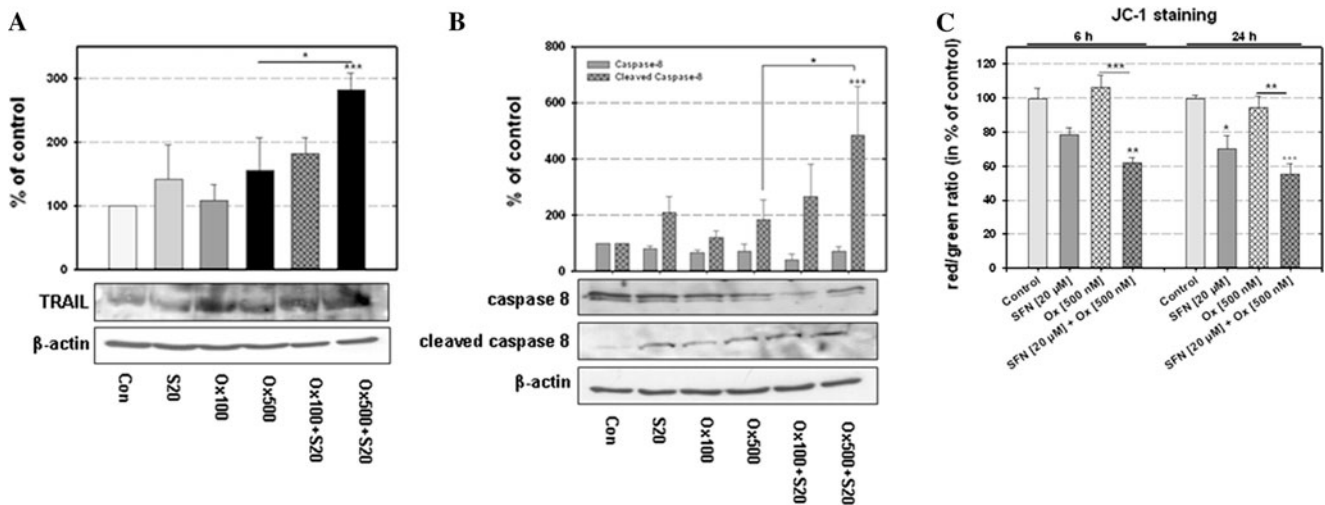 A
% of control
300
200
100
0
*
***
TRAIL
β-actin
Con
S20
Ox100
Ox500
Ox100+S20
Ox500+S20
B
% of control
800
600
400
200
0
Caspase-8
Cleaved Caspase-8
*
***
caspase 8
cleaved caspase 8
β-actin
Con
S20
Ox100
Ox500
Ox100+S20
Ox500+S20
C
JC-1 staining
6 h
24 h
red/green ratio (in % of control)
120
100
80
60
40
20
0
***
**
*
**
***
Control
SFN [20 µM]
Ox [500 nM]
SFN [20 µM] + Ox [500 nM]
Control
SFN [20 µM]
Ox [500 nM]
SFN [20 µM] + Ox [500 nM]